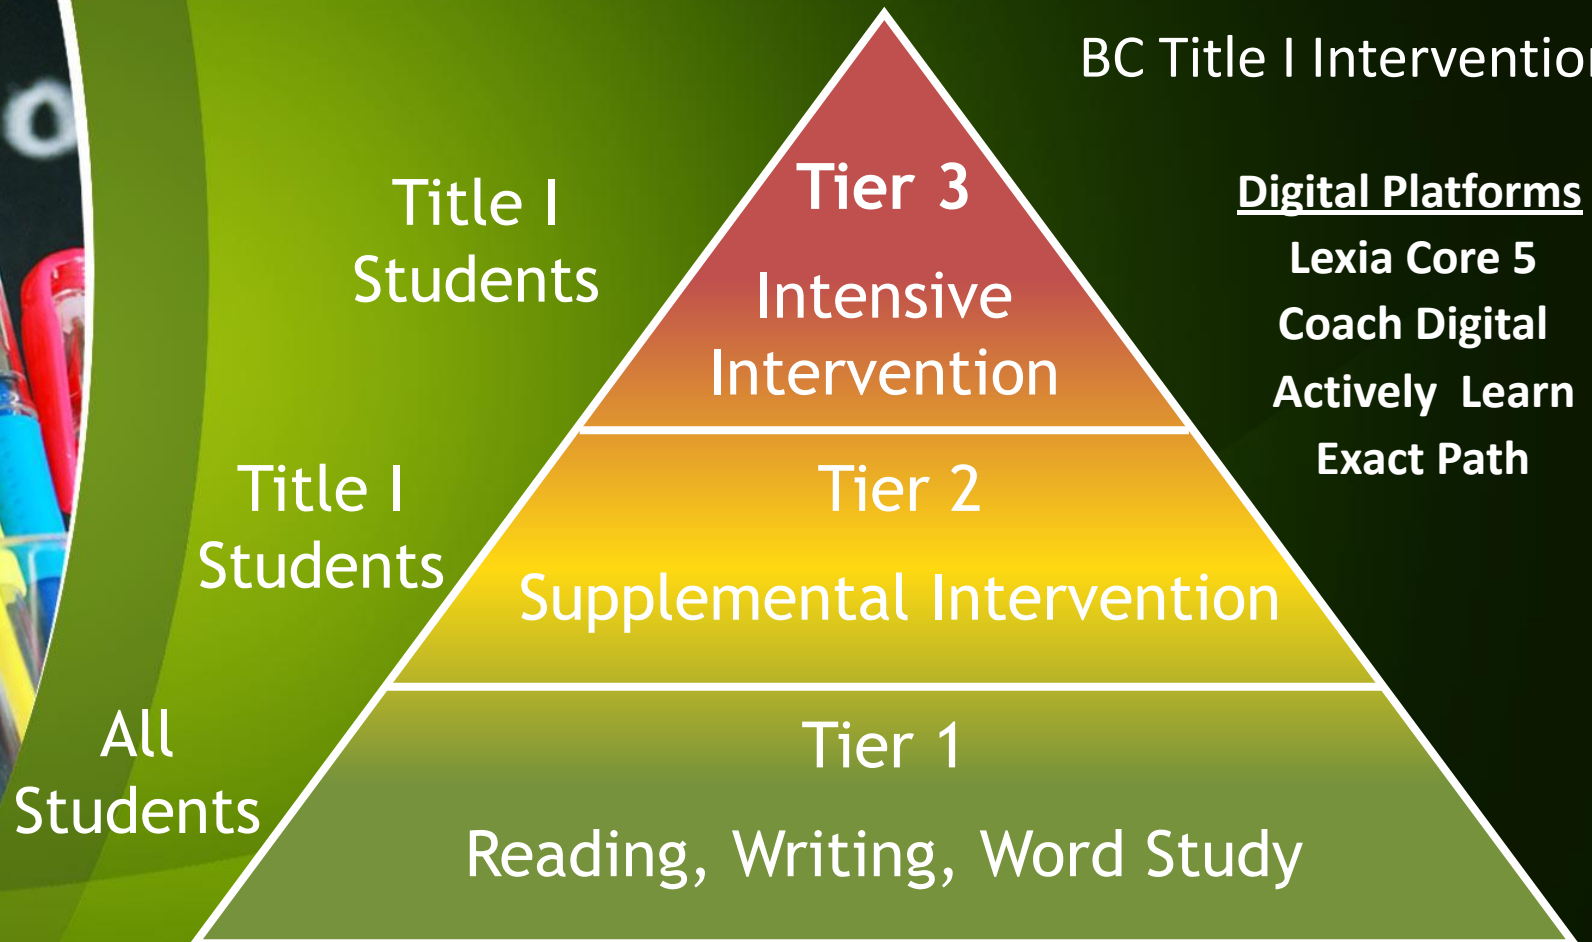 BC Title I Intervention
Title I
Students
Tier 3
Intensive
Intervention
Digital Platforms
Lexia Core 5
Coach Digital
Actively Learn
Exact Path
Title I
Students
Tier 2
Supplemental Intervention
All
Students
Tier 1
Reading, Writing, Word Study